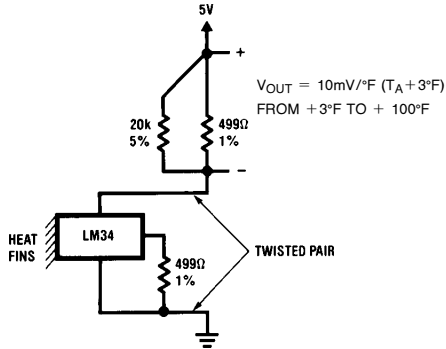 5V
+
VOUT = 10mV/°F (TA+3°F)
FROM +3°F TO + 100°F
20k
5%
499Ω
1%
−
LM34
HEAT
FINS
499Ω
1%
TWISTED PAIR